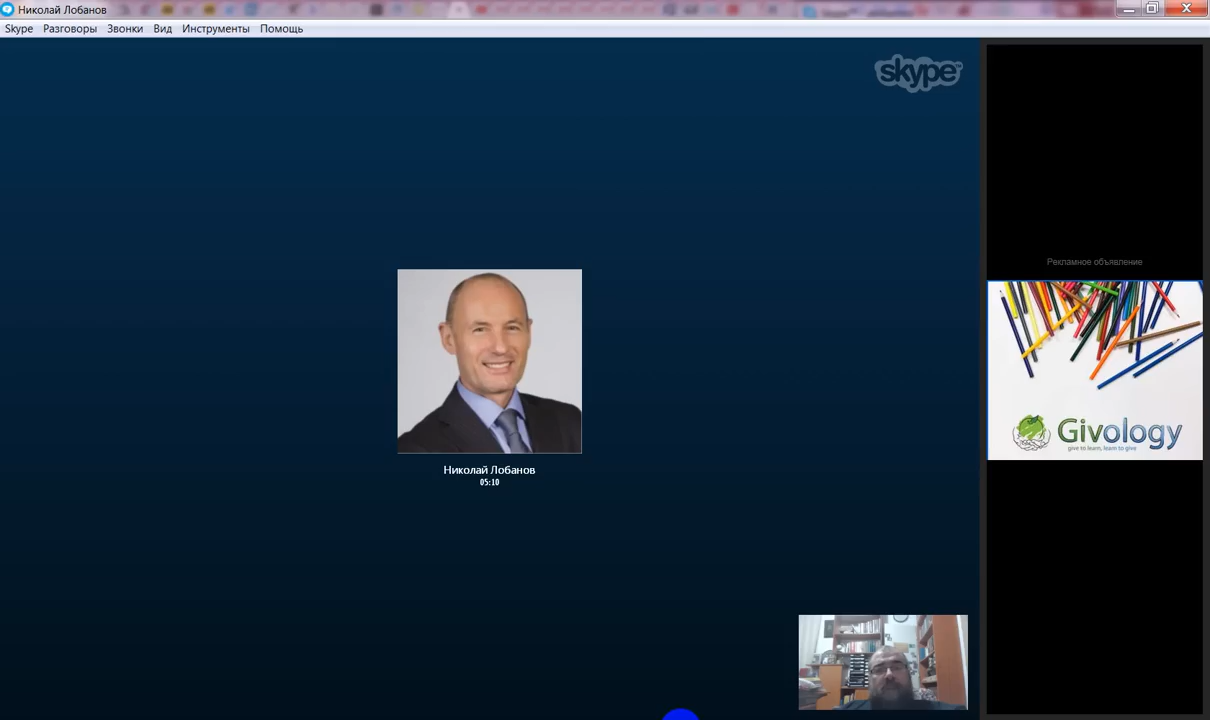 Николай Лобанов
Skype Разговоры Звонки Вид Инструменты Помощь
skype
Рекламное объявление
Givology
give to learn, learn to give
Николай Лобанов
05:10